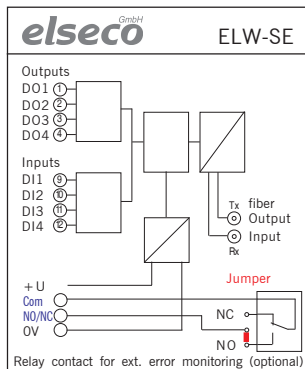 elseco GmbH ELW-SE
Outputs
DO1 1
DO2 2
DO3 3
DO4 4
Inputs
DI1 9
DI2 10
DI3 11
DI4 12
Tx fiber
Output
Input
Rx
+U
Com
NO/NC
0V
Jumper
NC
NO
Relay contact for ext. error monitoring (optional)